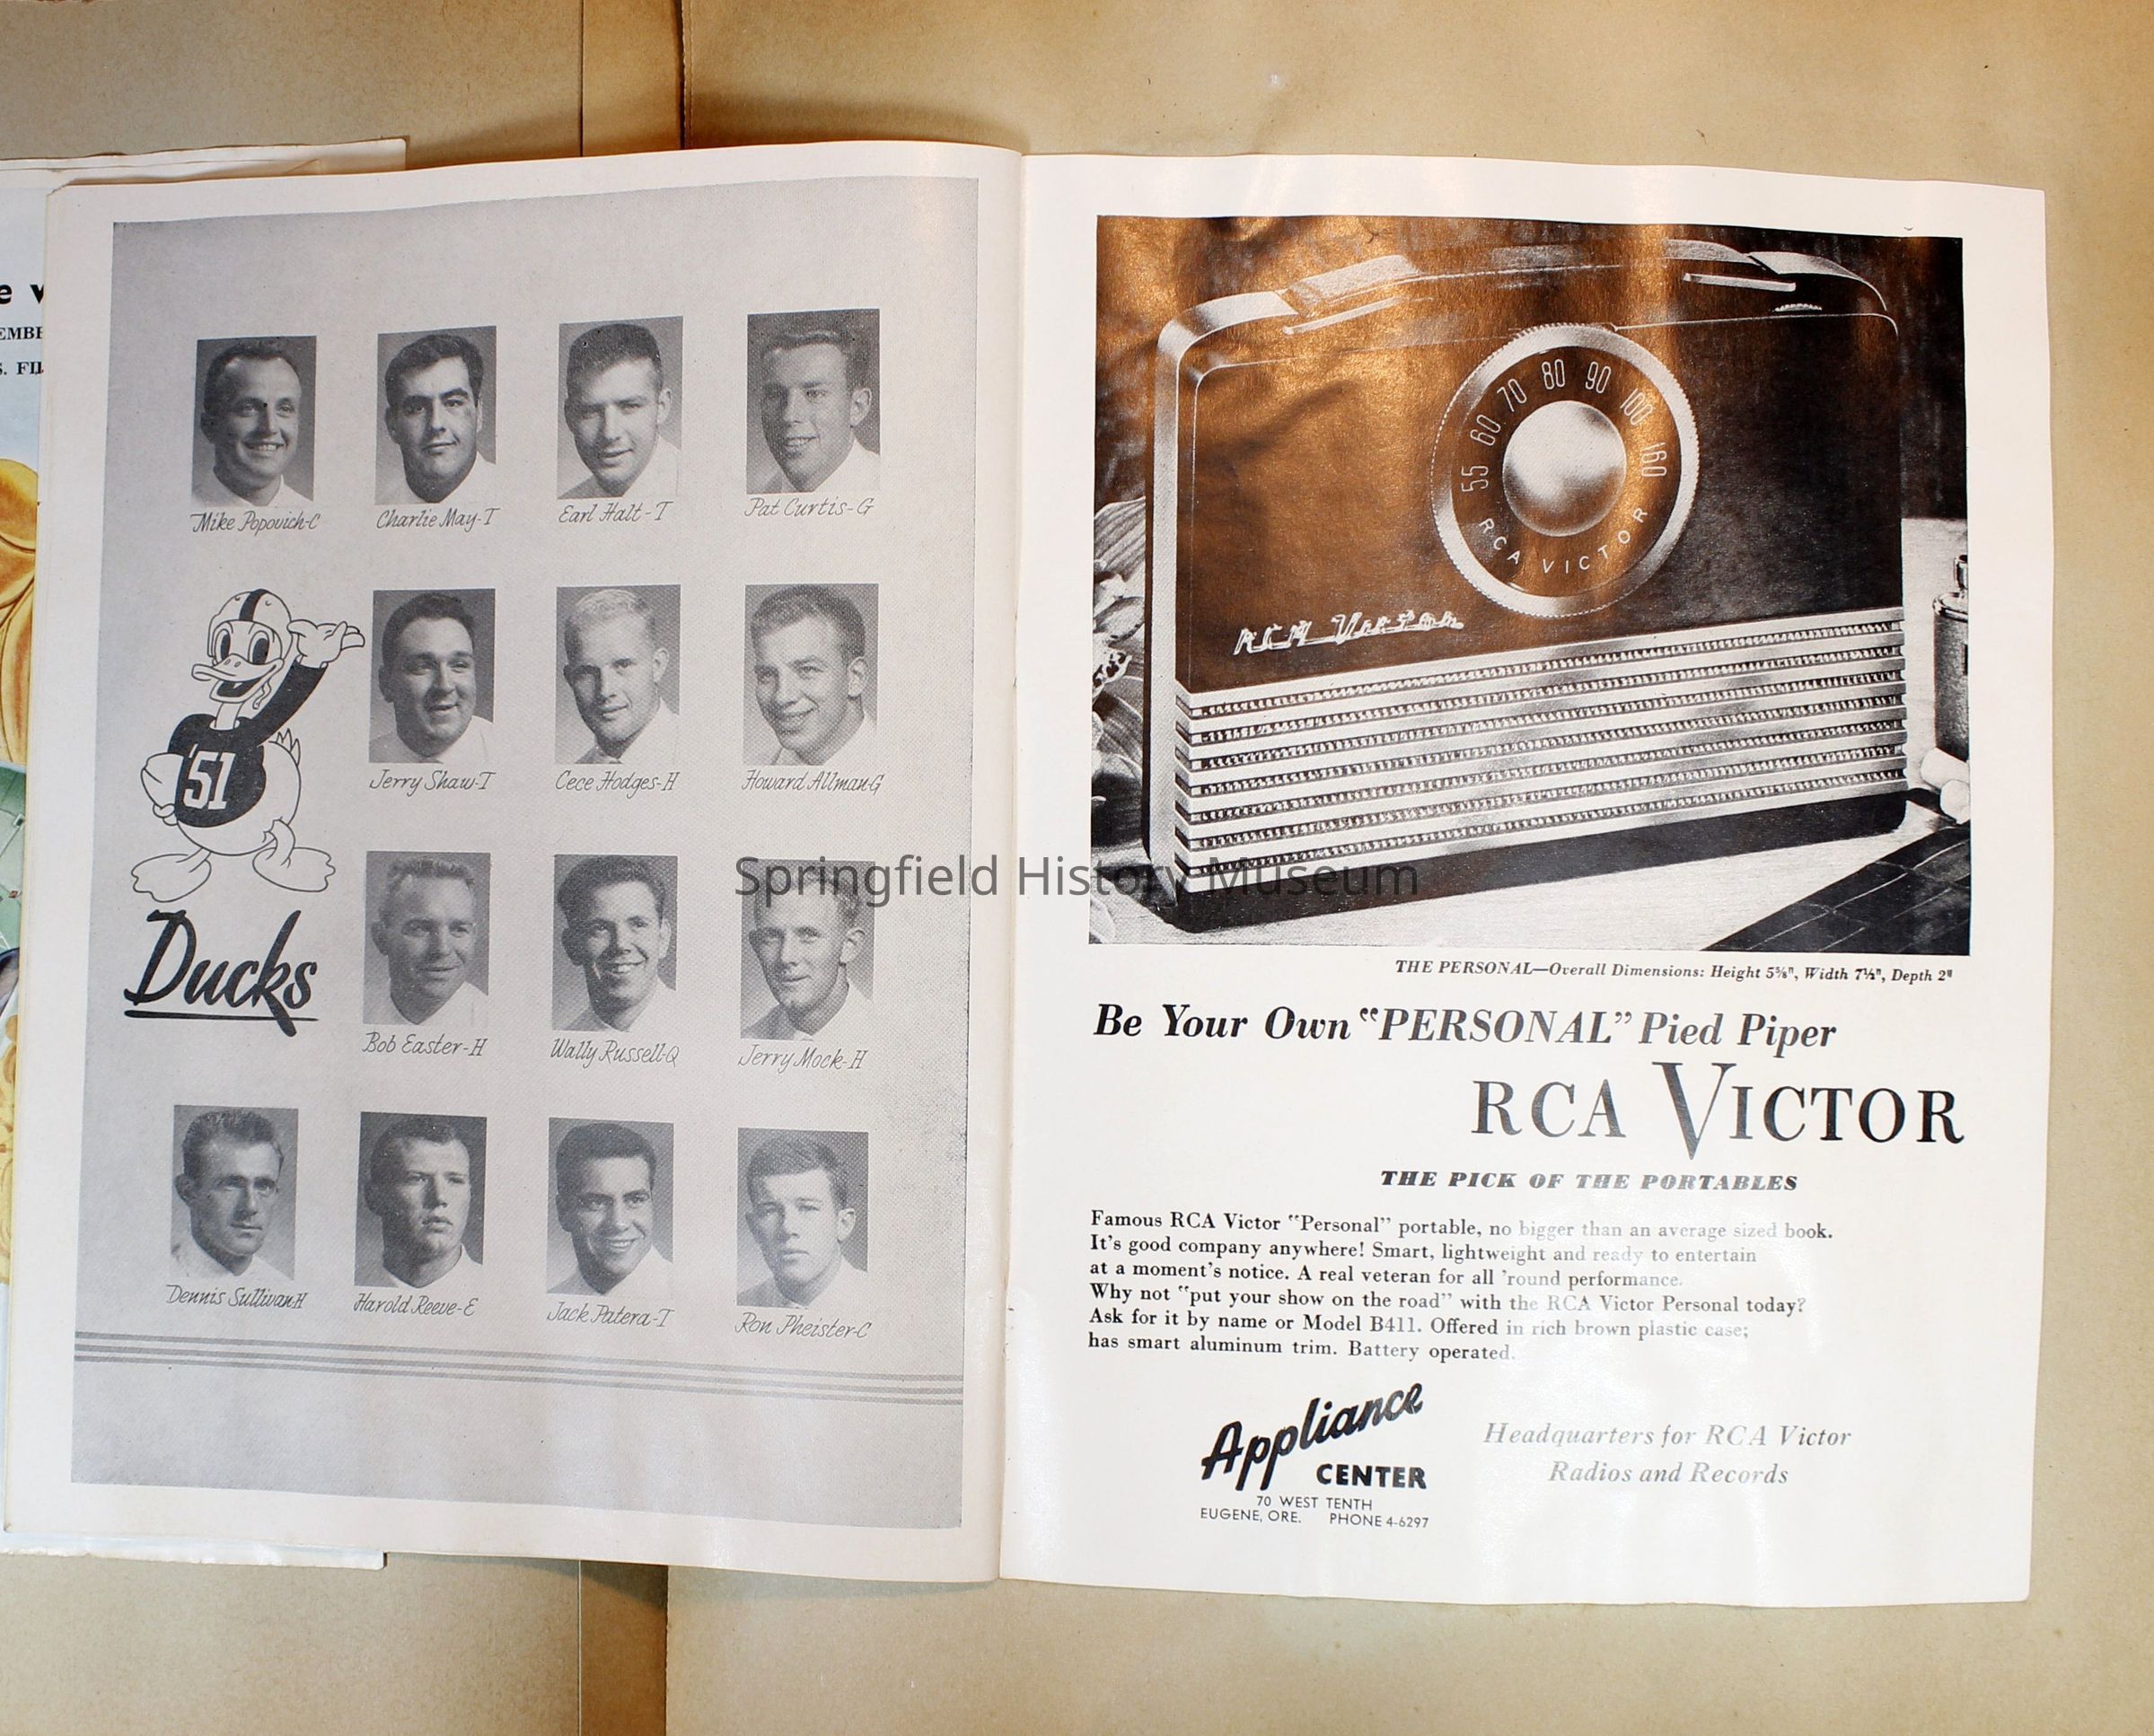 e
EMBE
S. FIL
Mike Popovich-C
Charlie May-T
Earl Halt-T
Pat Curtis-G
'51
Jerry Shaw-T
Cece Hodges-H
Howard Allman-G
Ducks
Bob Easter-H
Wally Russell-Q
Jerry Mock-H
Dennis Sullivan-H
Harold Reeve-E
Jack Patera-T
Ron Pheister-C
Springfield History Museum
55 60 70 80 90 100 160
RCA VICTOR
RCA Victor
THE PERSONAL—Overall Dimensions: Height 5⅝", Width 7½", Depth 2"
Be Your Own "PERSONAL" Pied Piper
RCA VICTOR
THE PICK OF THE PORTABLES
Famous RCA Victor "Personal" portable, no bigger than an average sized book.
It's good company anywhere! Smart, lightweight and ready to entertain
at a moment's notice. A real veteran for all 'round performance.
Why not "put your show on the road" with the RCA Victor Personal today?
Ask for it by name or Model B411. Offered in rich brown plastic case;
has smart aluminum trim. Battery operated.
Appliance
CENTER
70 WEST TENTH
EUGENE, ORE. PHONE 4-6297
Headquarters for RCA Victor
Radios and Records